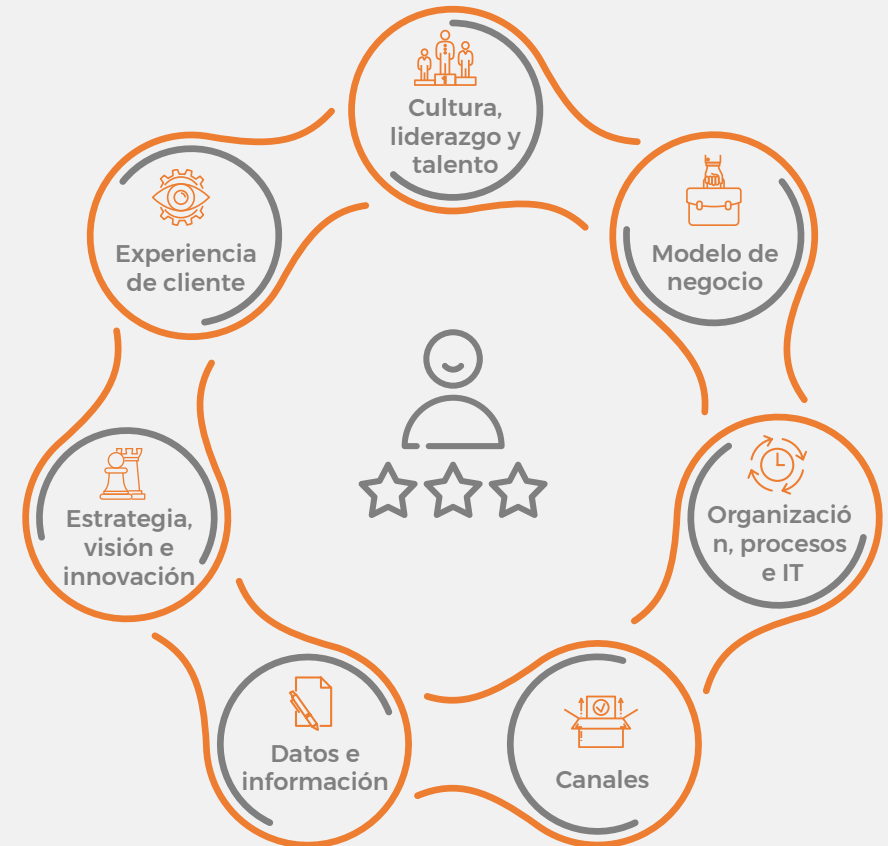 Cultura,
liderazgo y
talento
Modelo de
negocio
Organizació
n, procesos
e IT
Canales
Datos e
información
Estrategia,
visión e
innovación
Experiencia
de cliente